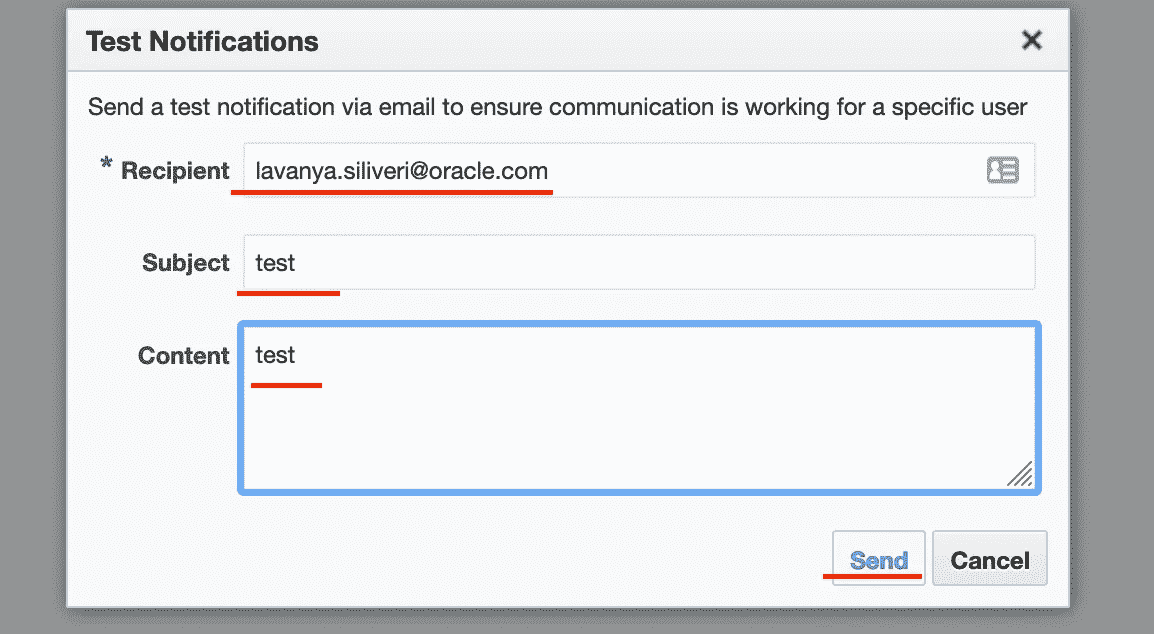 Test Notifications
Send a test notification via email to ensure communication is working for a specific user
* Recipient lavanya.siliveri@oracle.com
Subject test
Content test
Send Cancel